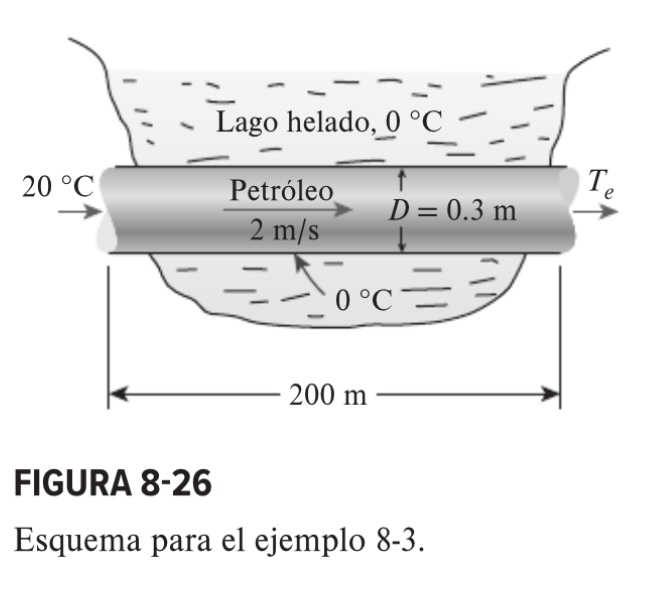 Lago helado, 0 °C
20 °C
Petróleo
2 m/s
D = 0.3 m
Te
0 °C
200 m
FIGURA 8-26
Esquema para el ejemplo 8-3.